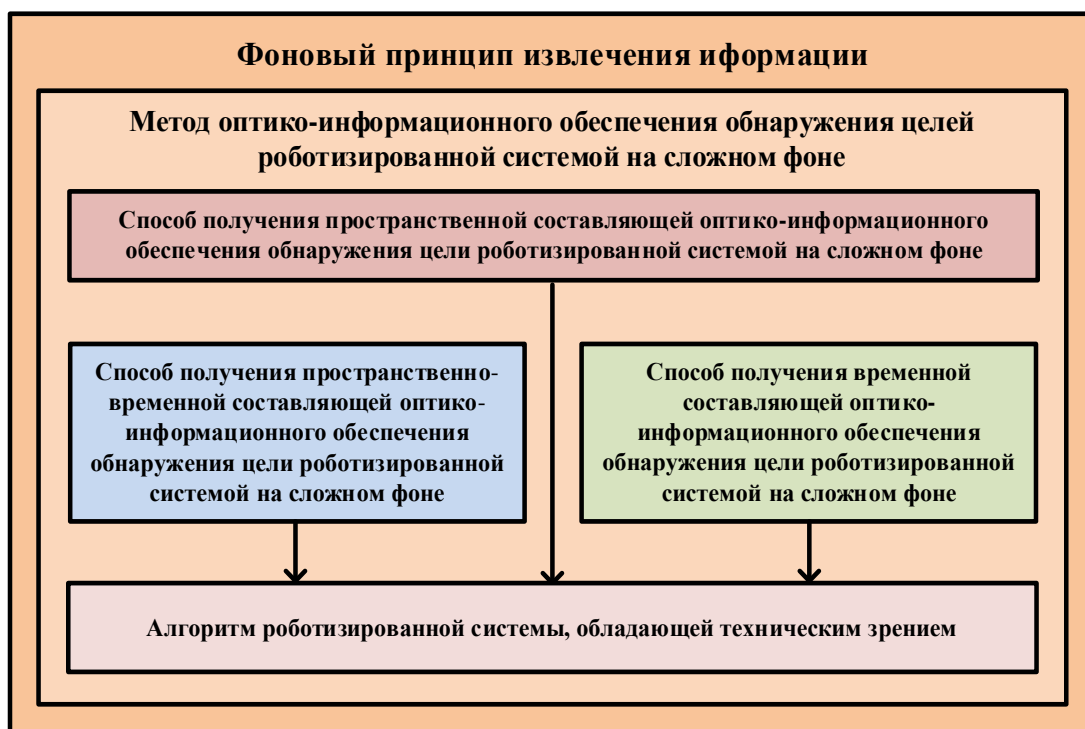 Фоновый принцип извлечения иформации
Метод оптико-информационного обеспечения обнаружения целей
роботизированной системой на сложном фоне
Способ получения пространственной составляющей оптико-информационного
обеспечения обнаружения цели роботизированной системой на сложном фоне
Способ получения пространственно-
временной составляющей оптико-
информационного обеспечения
обнаружения цели роботизированной
системой на сложном фоне
Способ получения временной
составляющей оптико-
информационного обеспечения
обнаружения цели роботизированной
системой на сложном фоне
Алгоритм роботизированной системы, обладающей техническим зрением